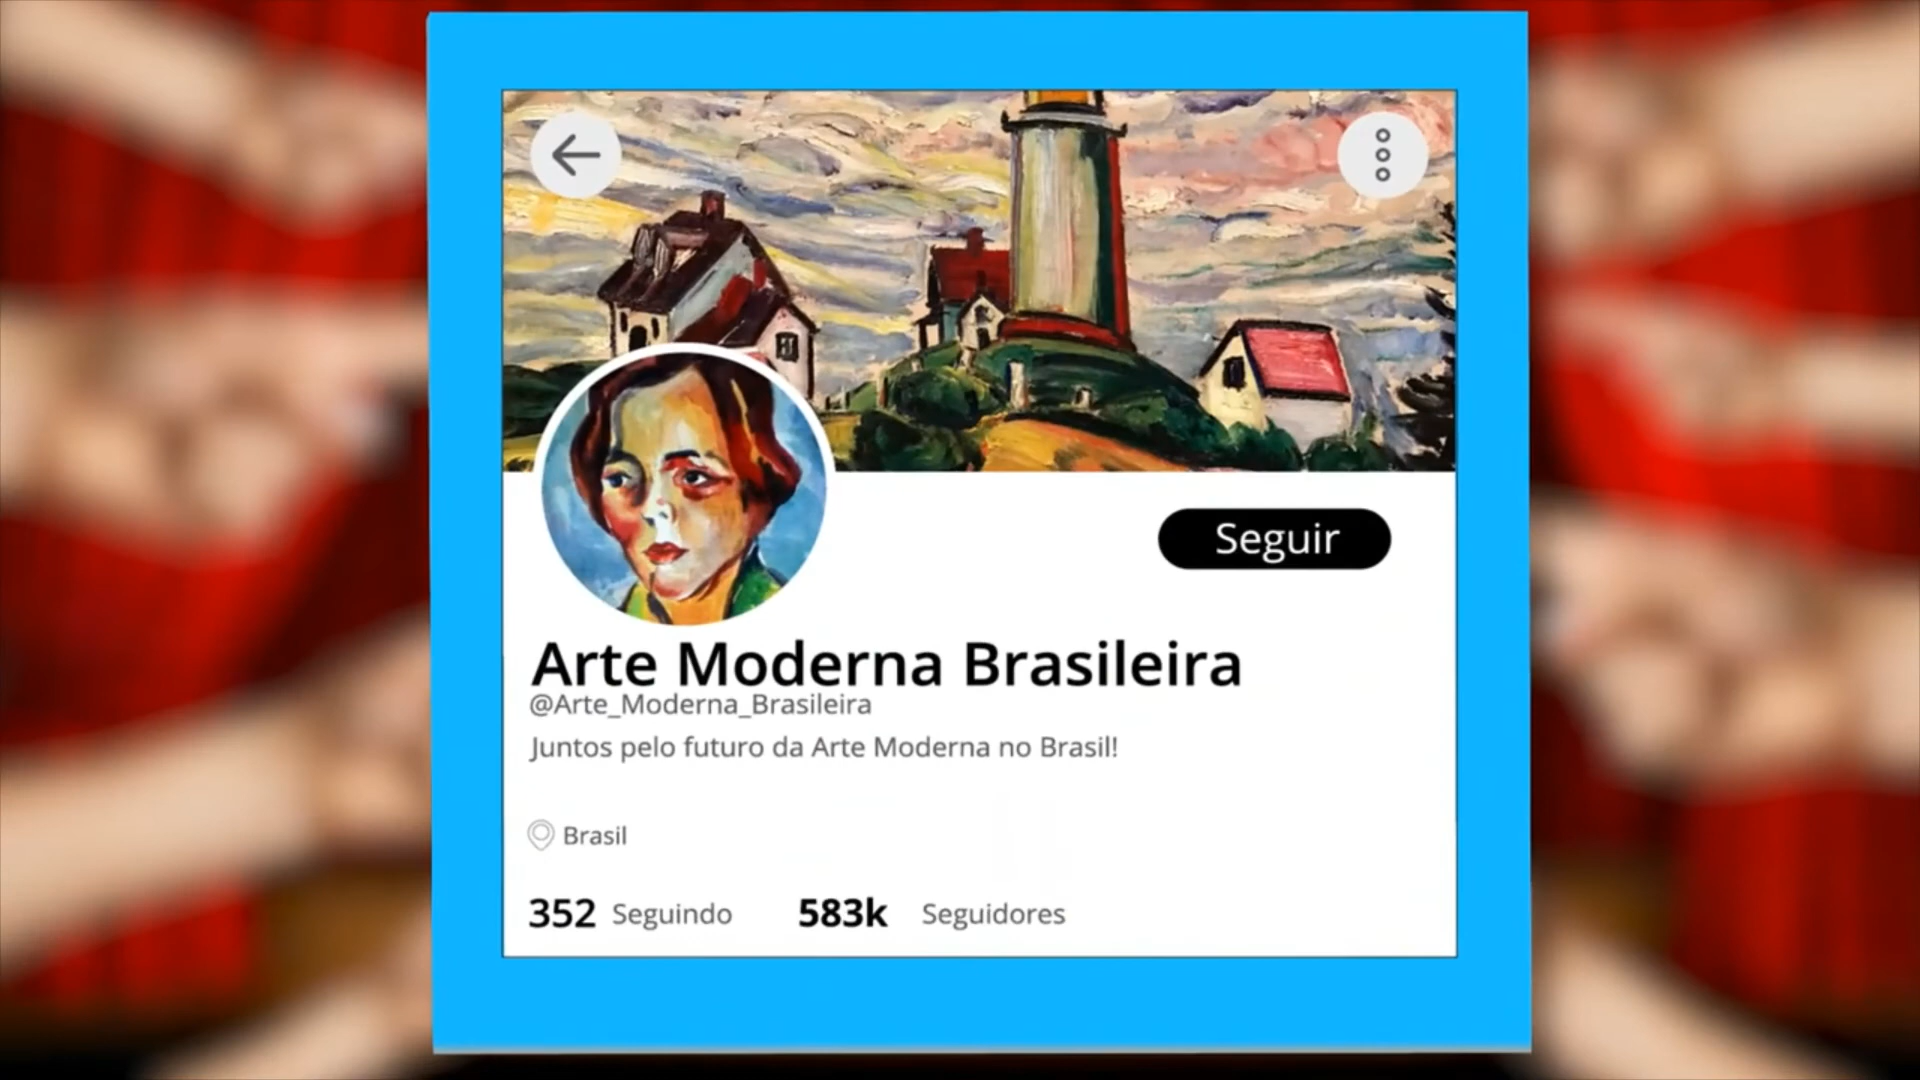 Seguir
Arte Moderna Brasileira
@Arte_Moderna_Brasileira
Juntos pelo futuro da Arte Moderna no Brasil!
Brasil
352 Seguindo 583k Seguidores